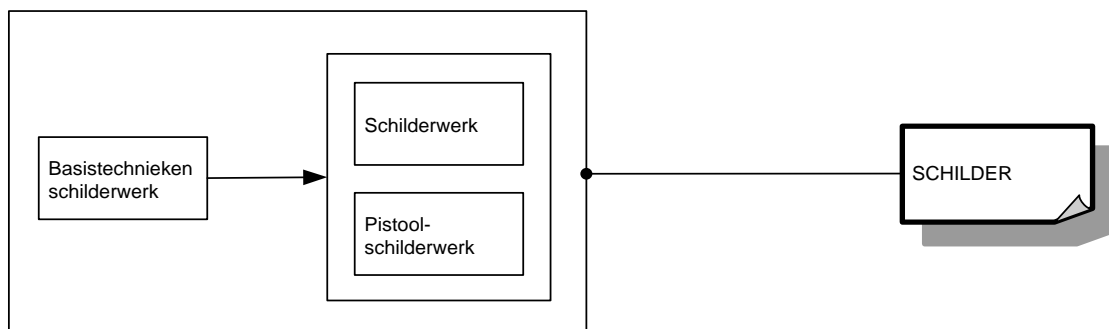 Basistechnieken
schilderwerk
Schilderwerk
Pistool-
schilderwerk
SCHILDER